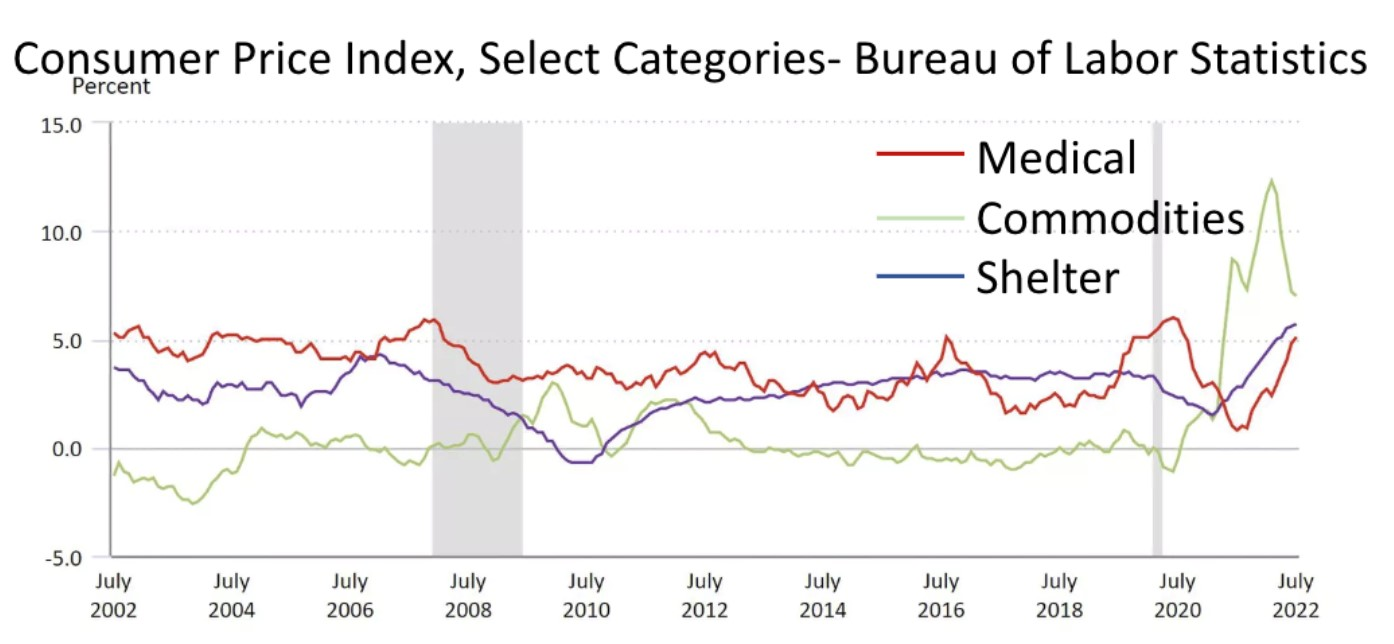 Consumer Price Index, Select Categories- Bureau of Labor Statistics
Percent
15.0
10.0
5.0
0.0
-5.0
Medical
Commodities
Shelter
July July July July July July July July July July July
2002 2004 2006 2008 2010 2012 2014 2016 2018 2020 2022